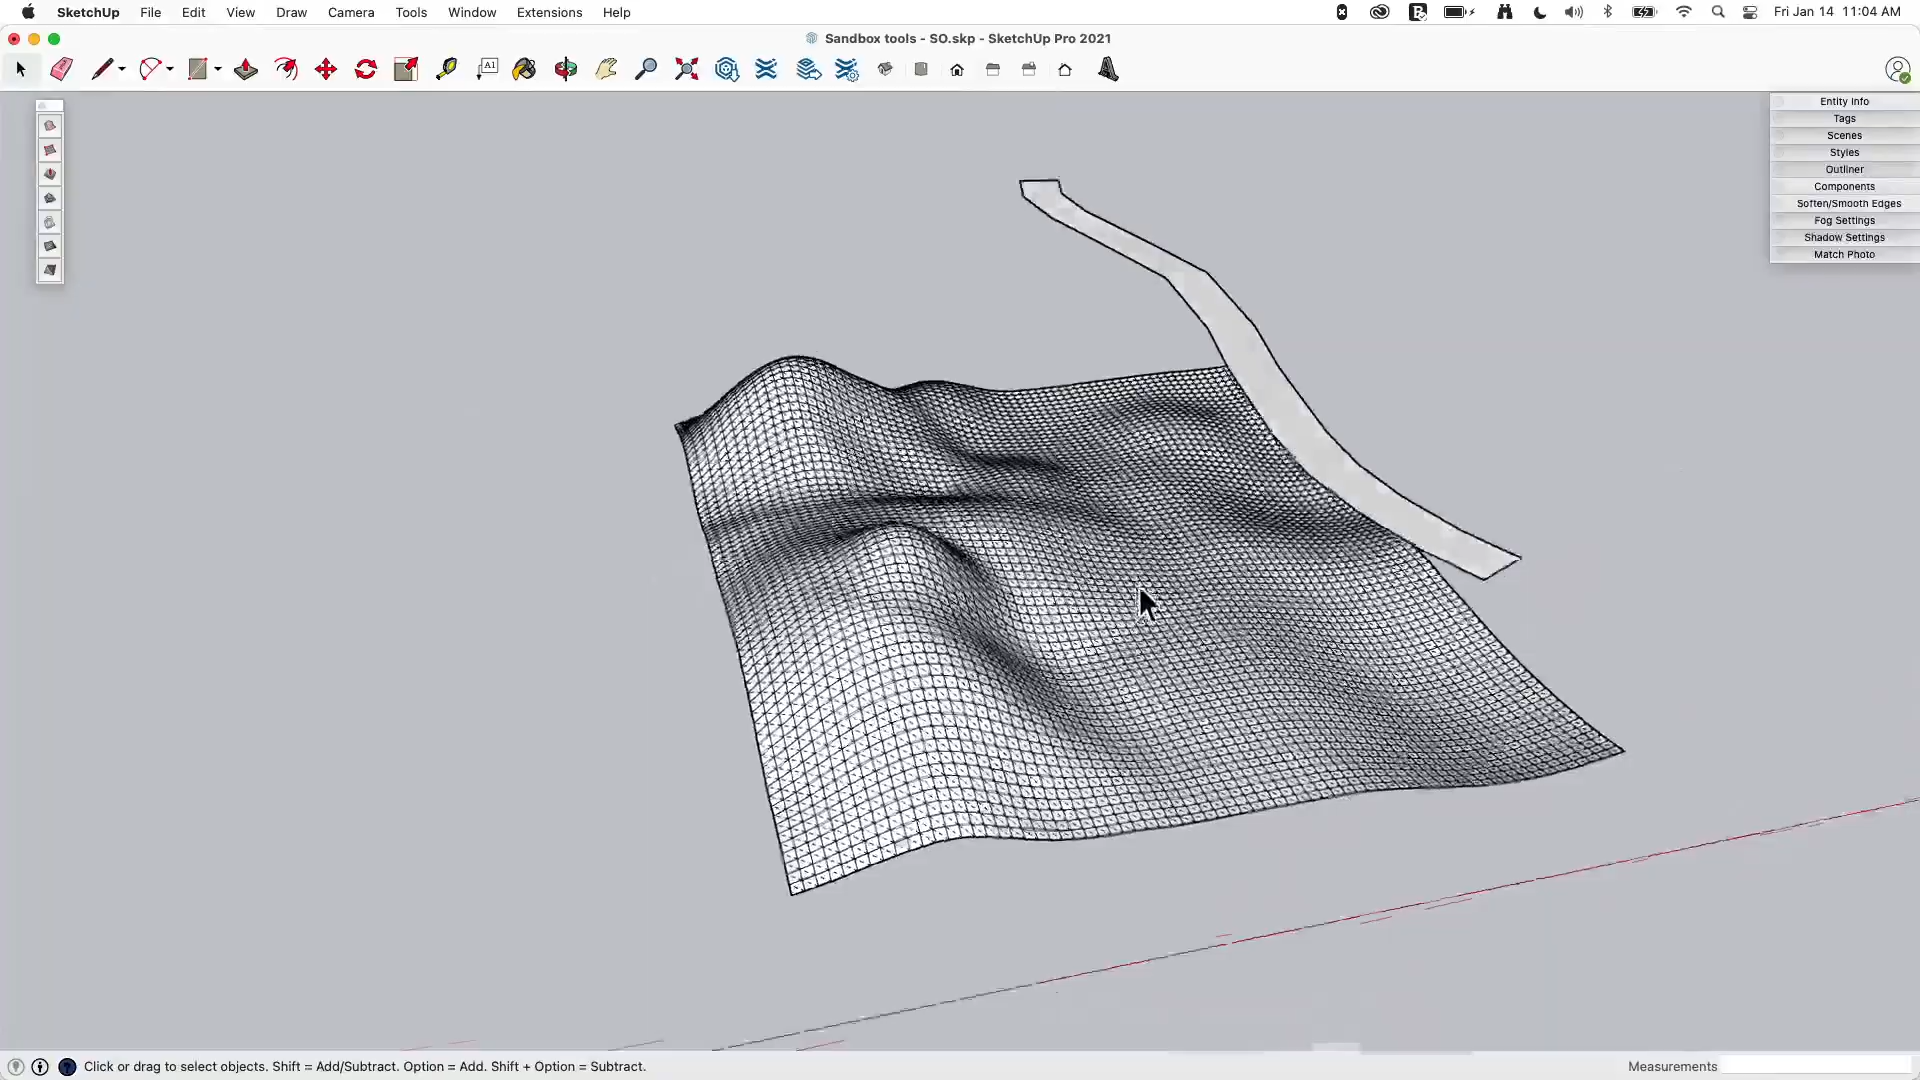 SketchUp File Edit View Draw Camera Tools Window Extensions Help Fri Jan 14 11:04 AM
Sandbox tools - SO.skp - SketchUp Pro 2021
A1
Entity Info
Tags
Scenes
Styles
Outliner
Components
Soften/Smooth Edges
Fog Settings
Shadow Settings
Match Photo
Click or drag to select objects. Shift = Add/Subtract. Option = Add. Shift + Option = Subtract. Measurements